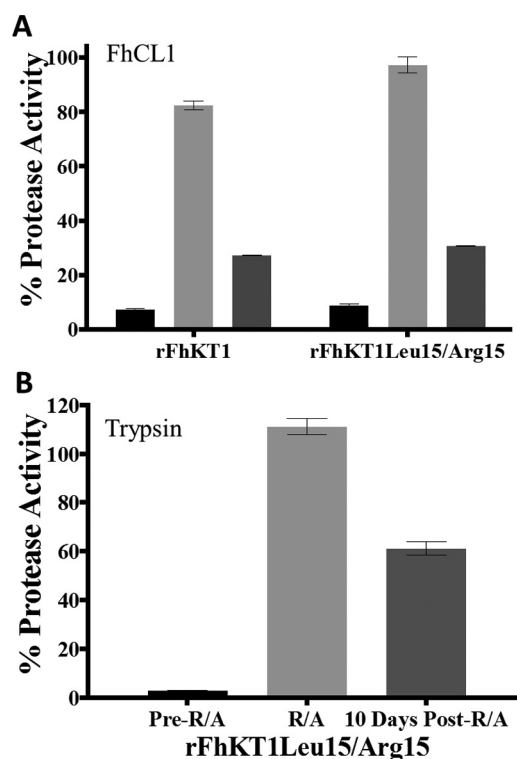 A
FhCL1
100
80
60
40
20
0
% Protease Activity
rFhKT1 rFhKT1Leu15/Arg15
B
Trypsin
120
100
80
60
40
20
0
% Protease Activity
Pre-R/A R/A 10 Days Post-R/A
rFhKT1Leu15/Arg15